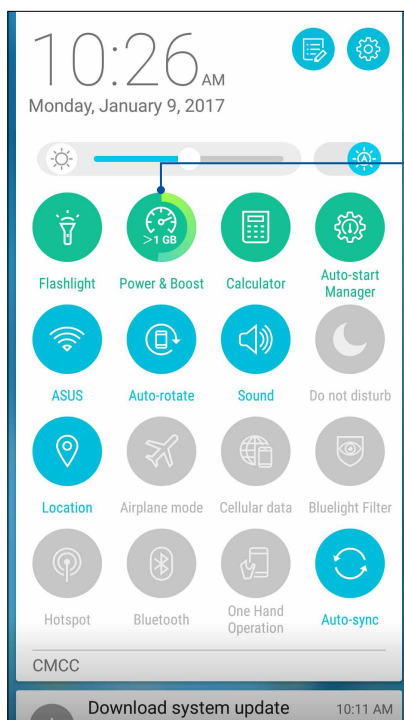 10:26 AM
Monday, January 9, 2017
A
>1 GB
Flashlight
Power & Boost
Calculator
Auto-start
Manager
ASUS
Auto-rotate
Sound
Do not disturb
Location
Airplane mode
Cellular data
Bluelight Filter
Hotspot
Bluetooth
One Hand
Operation
Auto-sync
CMCC
Download system update 10:11 AM